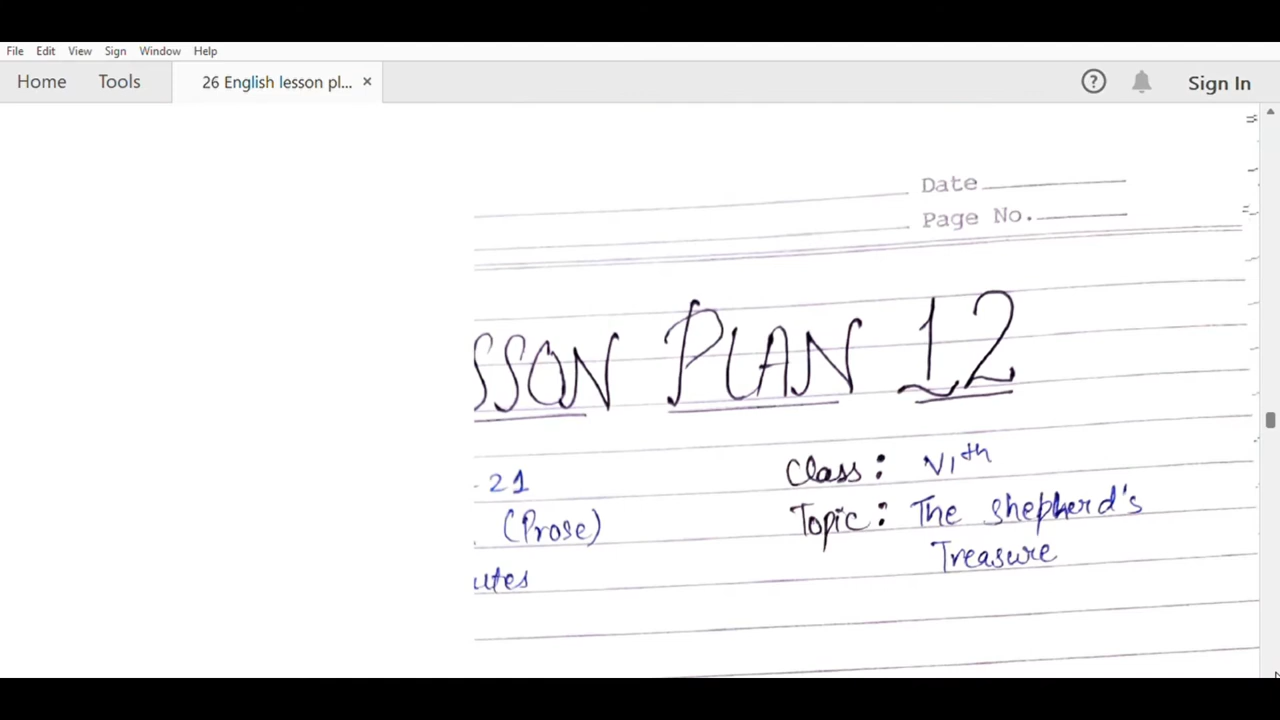 File Edit View Sign Window Help
Home Tools 26 English lesson pl... × ? Sign In
Date
Page No.
SSON PLAN 12
- 21 Class: VIth
(Prose) Topic: The shepherd's
Treasure
utes